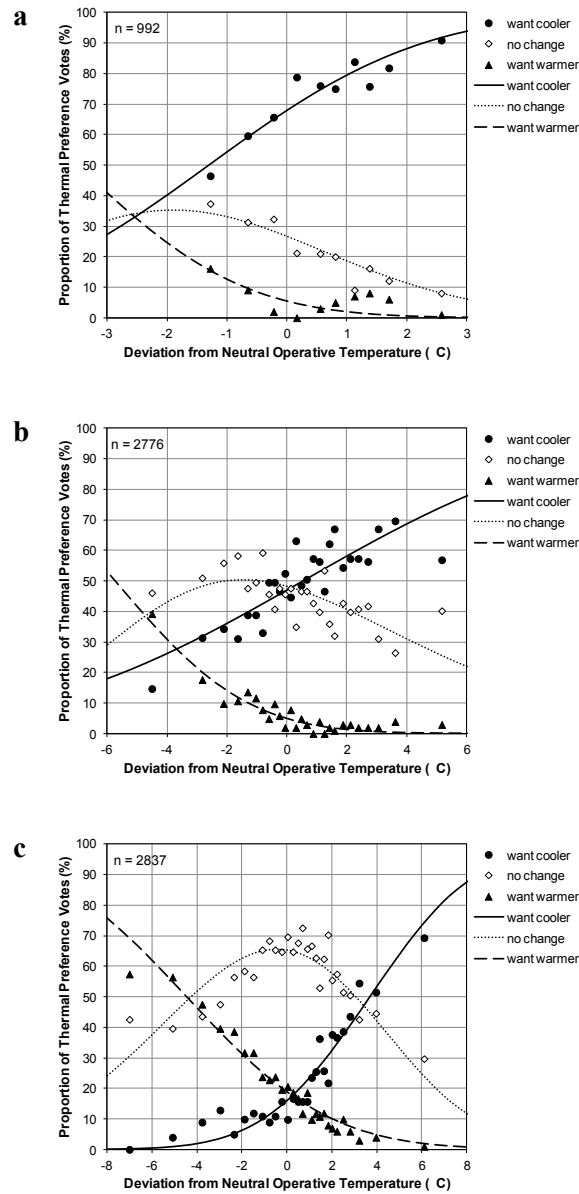 a
n = 992
Proportion of Thermal Preference Votes (%)
100
90
80
70
60
50
40
30
20
10
0
-3
-2
-1
0
1
2
3
Deviation from Neutral Operative Temperature ( C)
want cooler
no change
want warmer
want cooler
no change
want warmer
b
n = 2776
Proportion of Thermal Preference Votes (%)
100
90
80
70
60
50
40
30
20
10
0
-6
-4
-2
0
2
4
6
Deviation from Neutral Operative Temperature ( C)
want cooler
no change
want warmer
want cooler
no change
want warmer
c
n = 2837
Proportion of Thermal Preference Votes (%)
100
90
80
70
60
50
40
30
20
10
0
-8
-6
-4
-2
0
2
4
6
8
Deviation from Neutral Operative Temperature ( C)
want cooler
no change
want warmer
want cooler
no change
want warmer